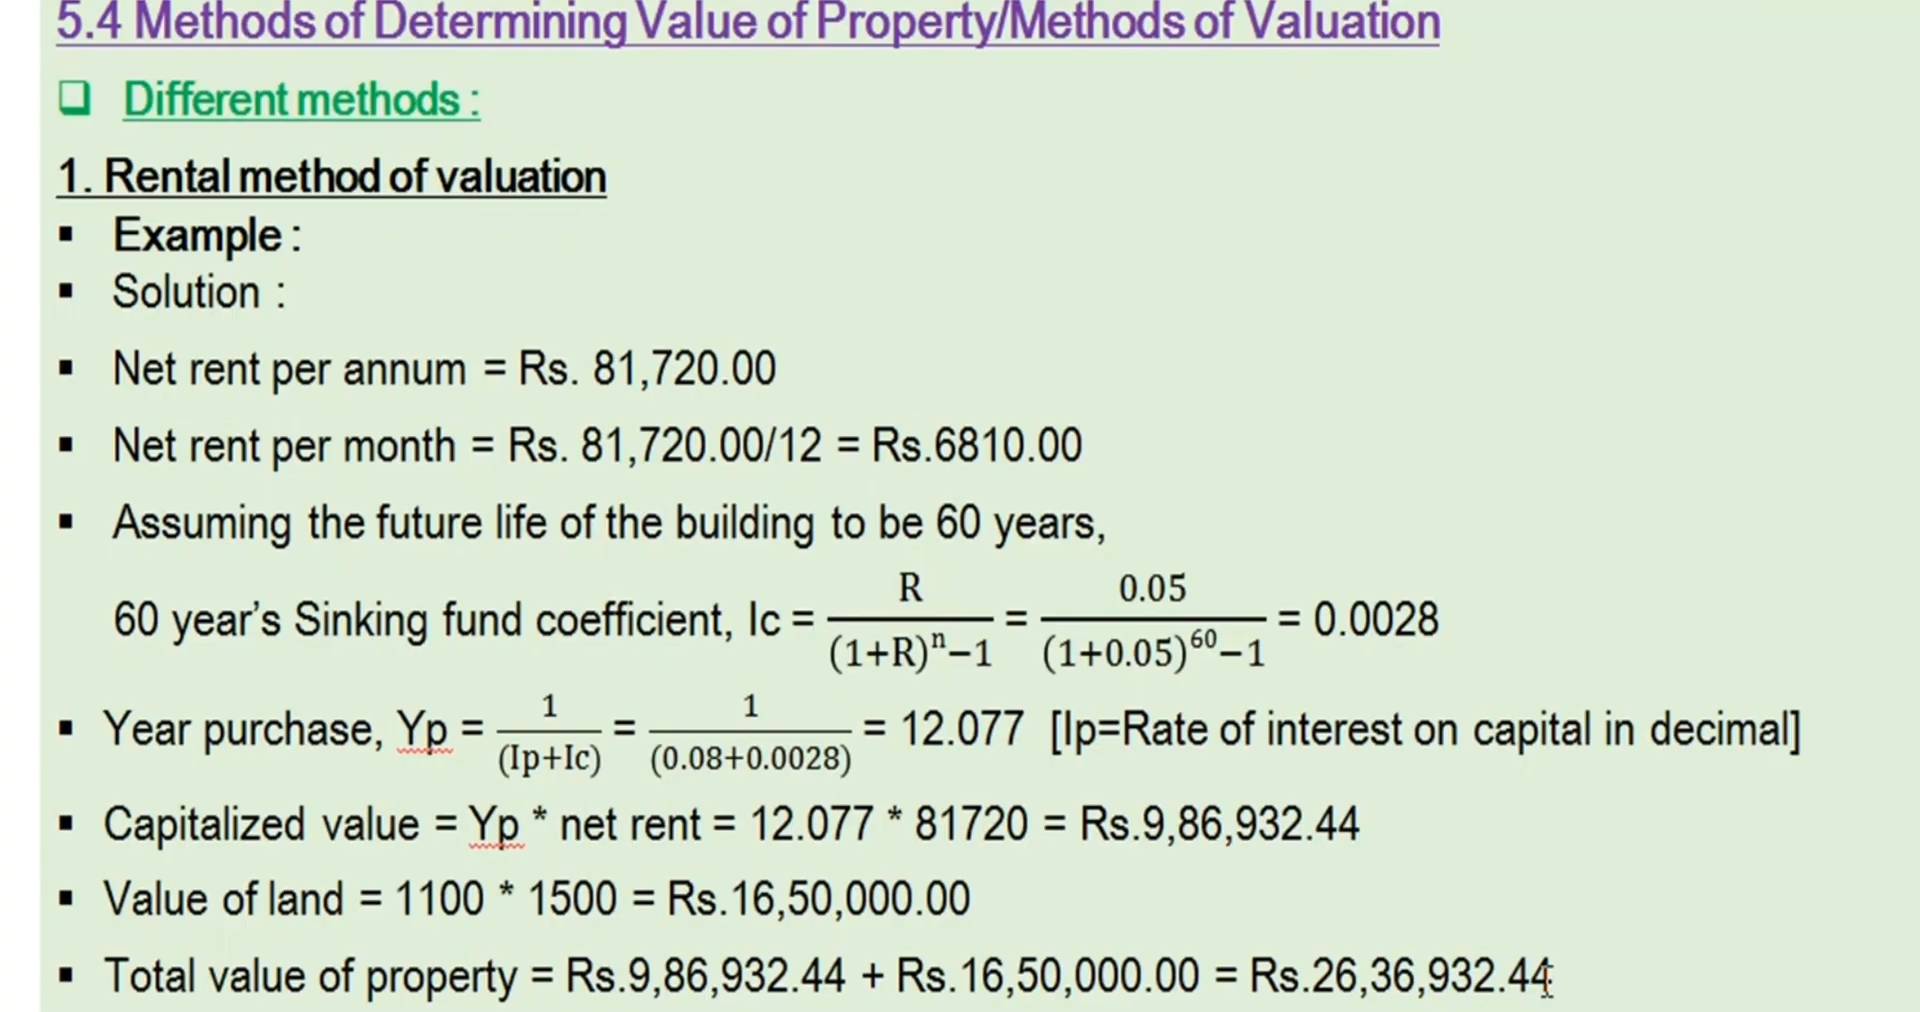 5.4 Methods of Determining Value of Property/Methods of Valuation
Different methods :
1. Rental method of valuation
Example :
Solution :
Net rent per annum = Rs. 81,720.00
Net rent per month = Rs. 81,720.00/12 = Rs.6810.00
Assuming the future life of the building to be 60 years,
60 year’s Sinking fund coefficient, Ic = R/((1+R)^n−1) = 0.05/((1+0.05)^60−1) = 0.0028
Year purchase, Yp = 1/(Ip+Ic) = 1/(0.08+0.0028) = 12.077 [Ip=Rate of interest on capital in decimal]
Capitalized value = Yp * net rent = 12.077 * 81720 = Rs.9,86,932.44
Value of land = 1100 * 1500 = Rs.16,50,000.00
Total value of property = Rs.9,86,932.44 + Rs.16,50,000.00 = Rs.26,36,932.44